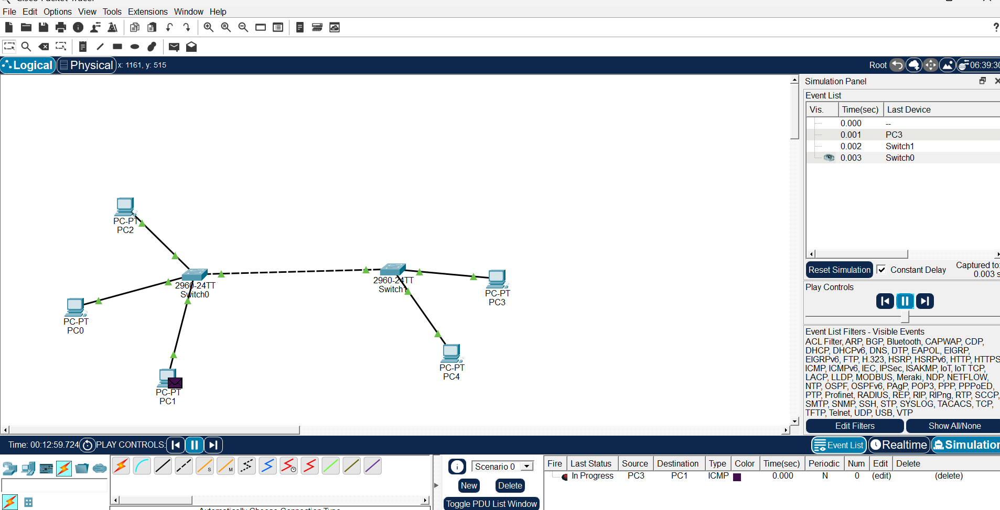 Cisco Packet Tracer
File Edit Options View Tools Extensions Window Help
?
Logical Physical x: 1161, y: 515
Root 06:39:30
Simulation Panel
Event List
Vis. Time(sec) Last Device
0.000 --
0.001 PC3
0.002 Switch1
0.003 Switch0
PC-PT
PC2
2960-24TT
Switch0
2960-24TT
Switch1
PC-PT
PC3
PC-PT
PC0
PC-PT
PC4
PC-PT
PC1
Reset Simulation Constant Delay Captured to:
0.003 s
Play Controls
Event List Filters - Visible Events
ACL Filter, ARP, BGP, Bluetooth, CAPWAP, CDP,
DHCP, DHCPv6, DNS, DTP, EAPOL, EIGRP,
EIGRPv6, FTP, H.323, HSRP, HSRPv6, HTTP, HTTPS
ICMP, ICMPv6, IEC, IPSec, ISAKMP, IoT, IoT TCP,
LACP, LLDP, MODBUS, Meraki, NDP, NETFLOW,
NTP, OSPF, OSPFv6, PAgP, POP3, PPP, PPPoED,
PTP, Profinet, RADIUS, REP, RIP, RIPng, RTP, SCCP,
SMTP, SNMP, SSH, STP, SYSLOG, TACACS, TCP,
TFTP, Telnet, UDP, USB, VTP
Edit Filters Show All/None
Time: 00:12:59.724 PLAY CONTROLS:
Event List Realtime Simulation
S M
Scenario 0
New Delete
Toggle PDU List Window
Fire Last Status Source Destination Type Color Time(sec) Periodic Num Edit Delete
In Progress PC3 PC1 ICMP 0.000 N 0 (edit) (delete)
Automatically Choose Connection Type